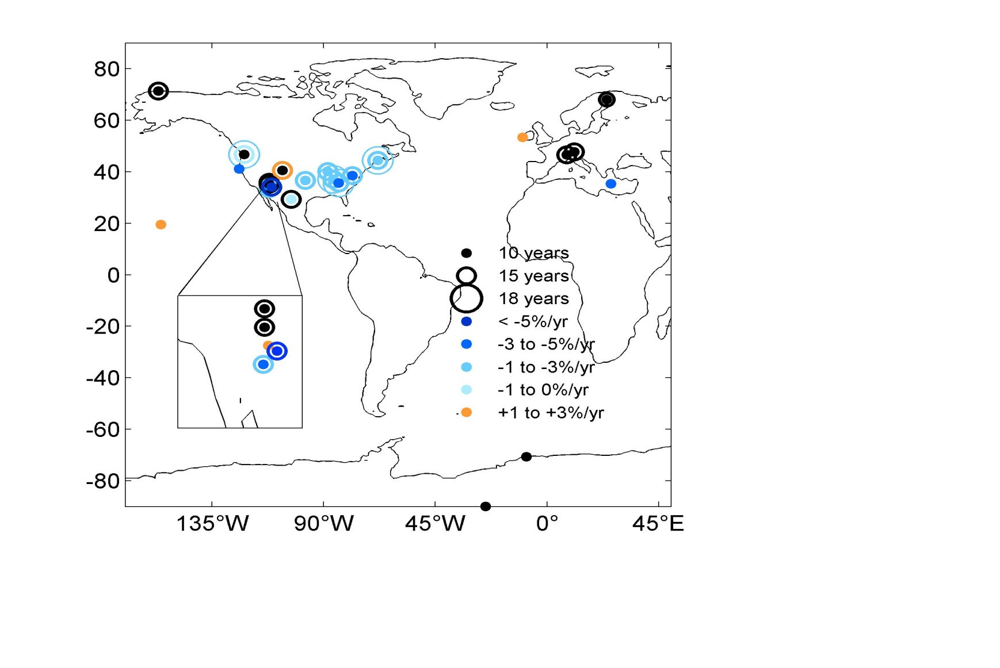 80
60
40
20
0
-20
-40
-60
-80
10 years
15 years
18 years
< -5%/yr
-3 to -5%/yr
-1 to -3%/yr
-1 to 0%/yr
+1 to +3%/yr
135°W 90°W 45°W 0° 45°E